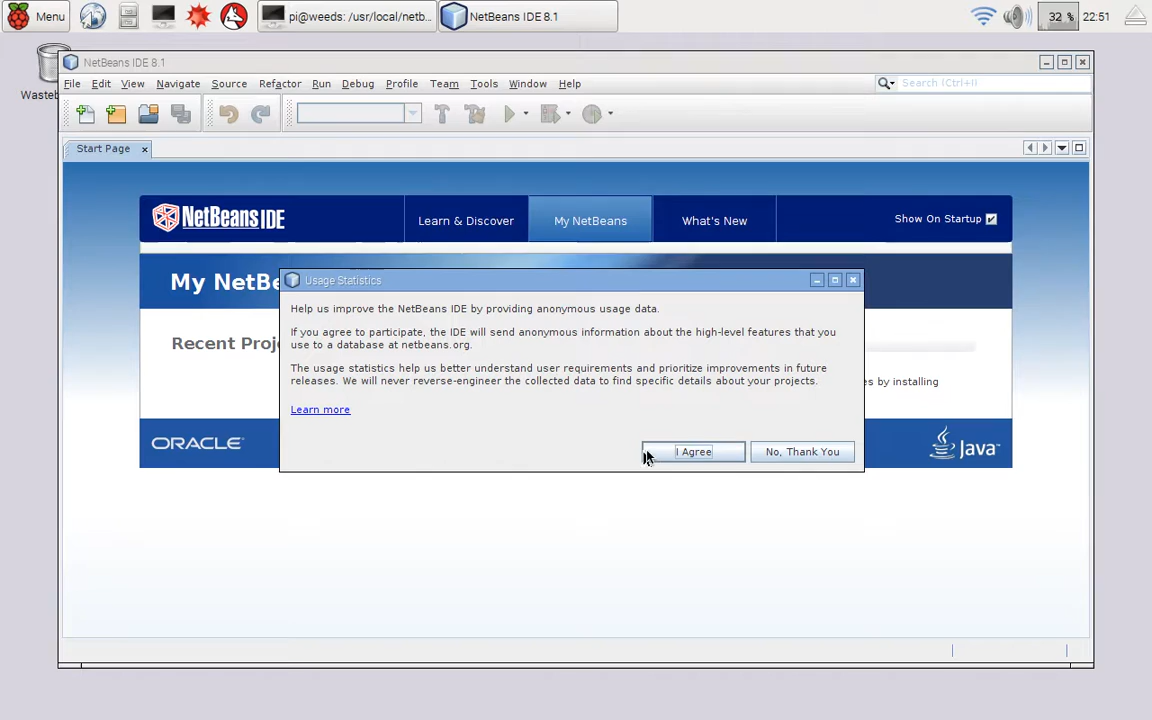 Menu
pi@weeds: /usr/local/netb...
NetBeans IDE 8.1
32 %
22:51
NetBeans IDE 8.1
File Edit View Navigate Source Refactor Run Debug Profile Team Tools Window Help
Search (Ctrl+I)
Start Page
NetBeans IDE
Learn & Discover
My NetBeans
What's New
Show On Startup
My NetBe
Usage Statistics
Help us improve the NetBeans IDE by providing anonymous usage data.
If you agree to participate, the IDE will send anonymous information about the high-level features that you
use to a database at netbeans.org.
Recent Proj
The usage statistics help us better understand user requirements and prioritize improvements in future
releases. We will never reverse-engineer the collected data to find specific details about your projects.
es by installing
Learn more
I Agree
No, Thank You
ORACLE
Java